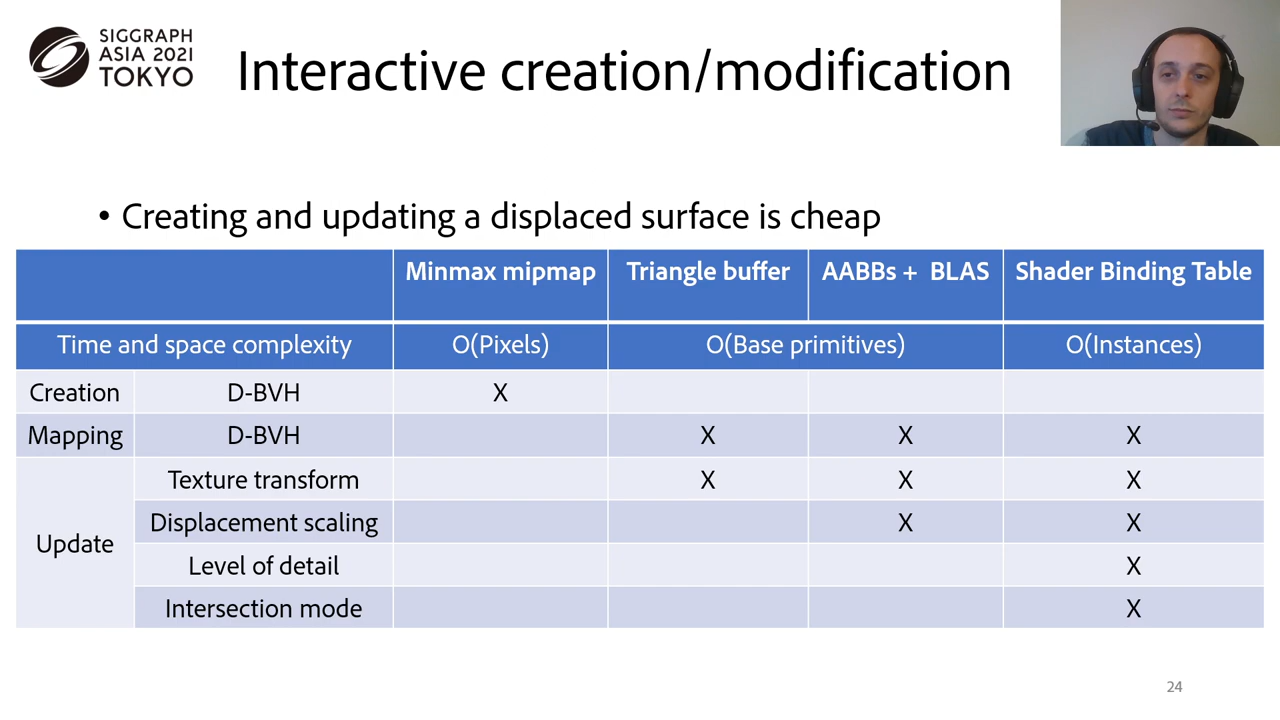 SIGGRAPH
ASIA 2021
TOKYO
Interactive creation/modification
• Creating and updating a displaced surface is cheap
Minmax mipmap Triangle buffer AABBs + BLAS Shader Binding Table
Time and space complexity O(Pixels) O(Base primitives) O(Instances)
Creation D-BVH X
Mapping D-BVH X X X
Update
Texture transform X X X
Displacement scaling X X
Level of detail X
Intersection mode X
24